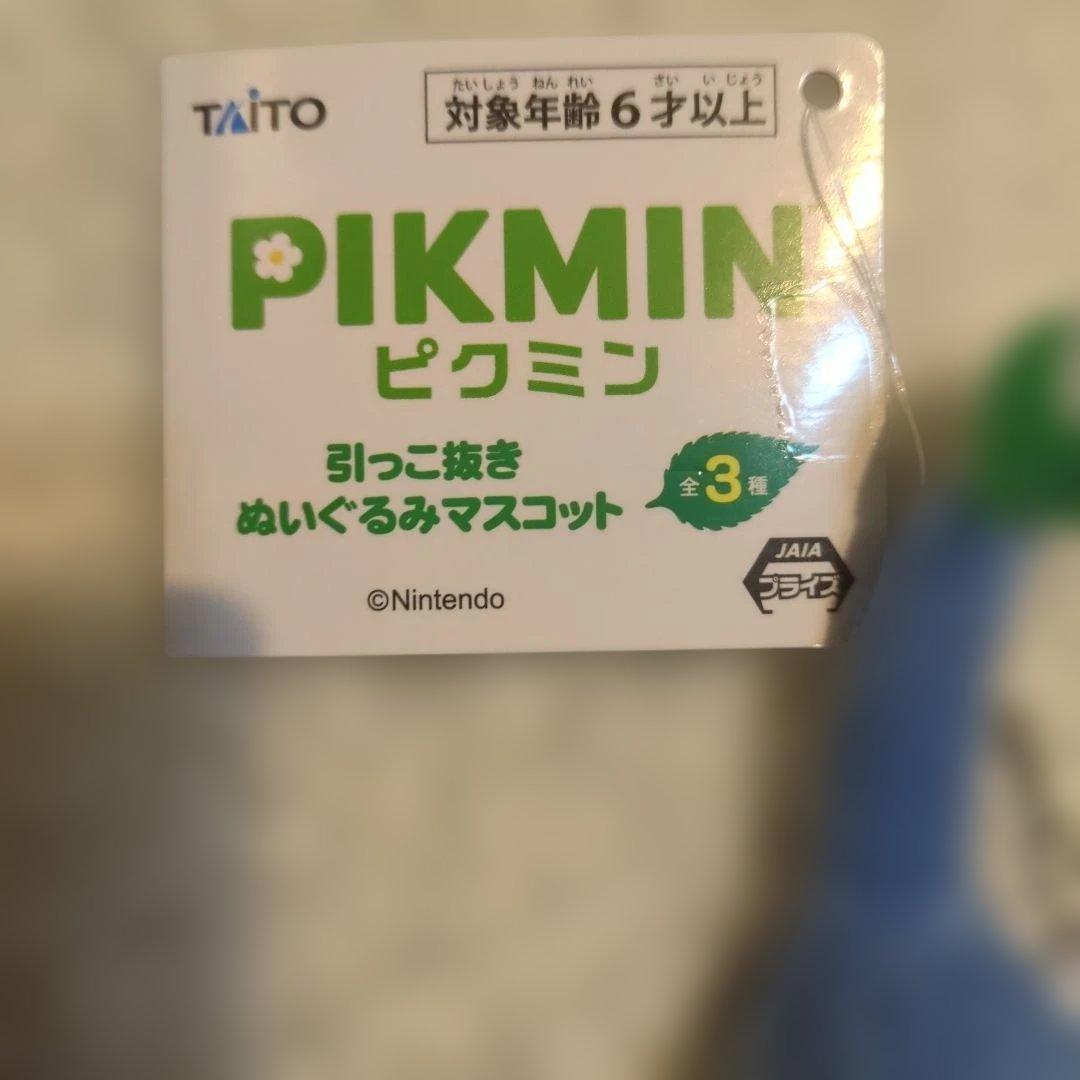 TAITO
たいしょう ねん れい さい い じょう
対象年齢6才以上
PIKMIN
ピクミン
引っこ抜き
ぬいぐるみマスコット
全3種
JAIA
プライズ
©Nintendo